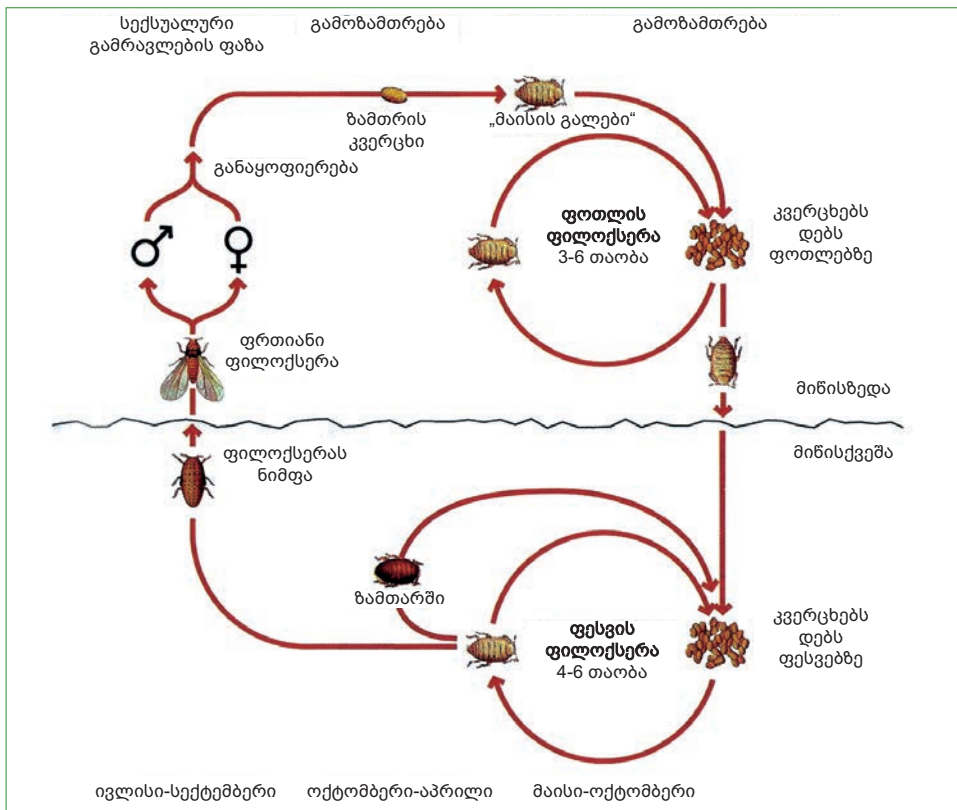 სექსუალური
გამრავლების ფაზა
გამოზამთრება
გამოზამთრება
ზამთრის
კვერცხი
„მაისის გალები“
განაყოფიერება
ფოთლის
ფილოქსერა
3-6 თაობა
კვერცხებს
დებს
ფოთლებზე
ფრთიანი
ფილოქსერა
მიწისზედა
ფილოქსერას
ნიმფა
მიწისქვეშა
ზამთარში
ფესვის
ფილოქსერა
4-6 თაობა
კვერცხებს
დებს
ფესვებზე
ივლისი-სექტემბერი
ოქტომბერი-აპრილი
მაისი-ოქტომბერი